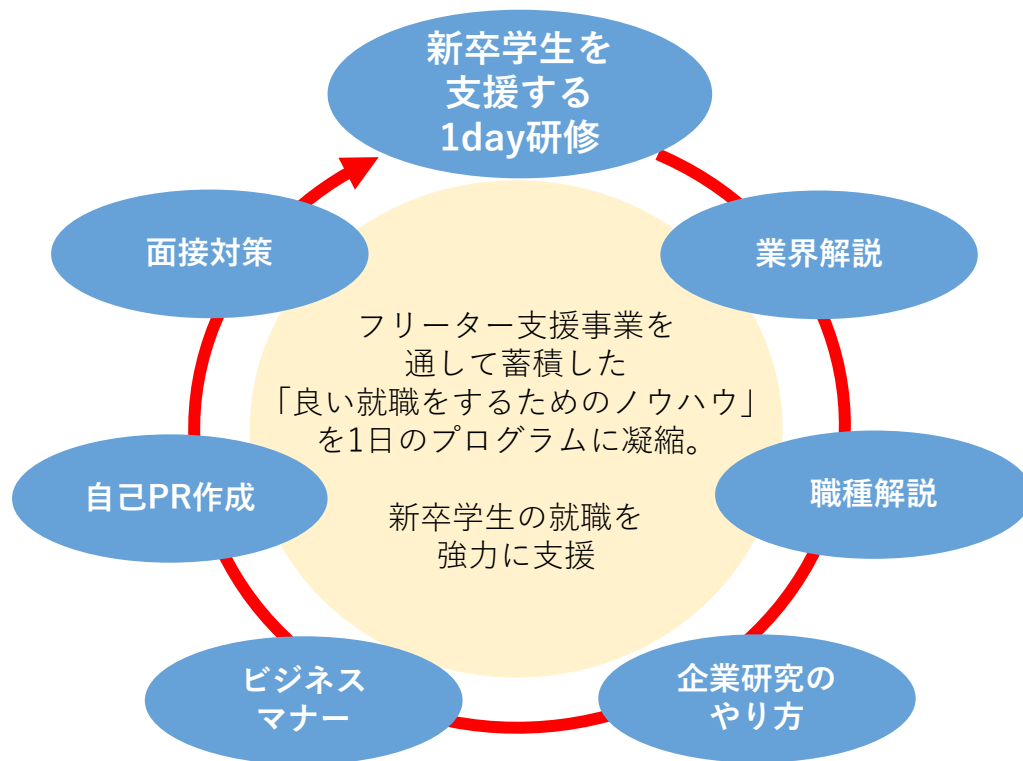 新卒学生を
支援する
1day研修
業界解説
職種解説
企業研究の
やり方
ビジネス
マナー
自己PR作成
面接対策
フリーター支援事業を
通して蓄積した
「良い就職をするためのノウハウ」
を1日のプログラムに凝縮。
新卒学生の就職を
強力に支援